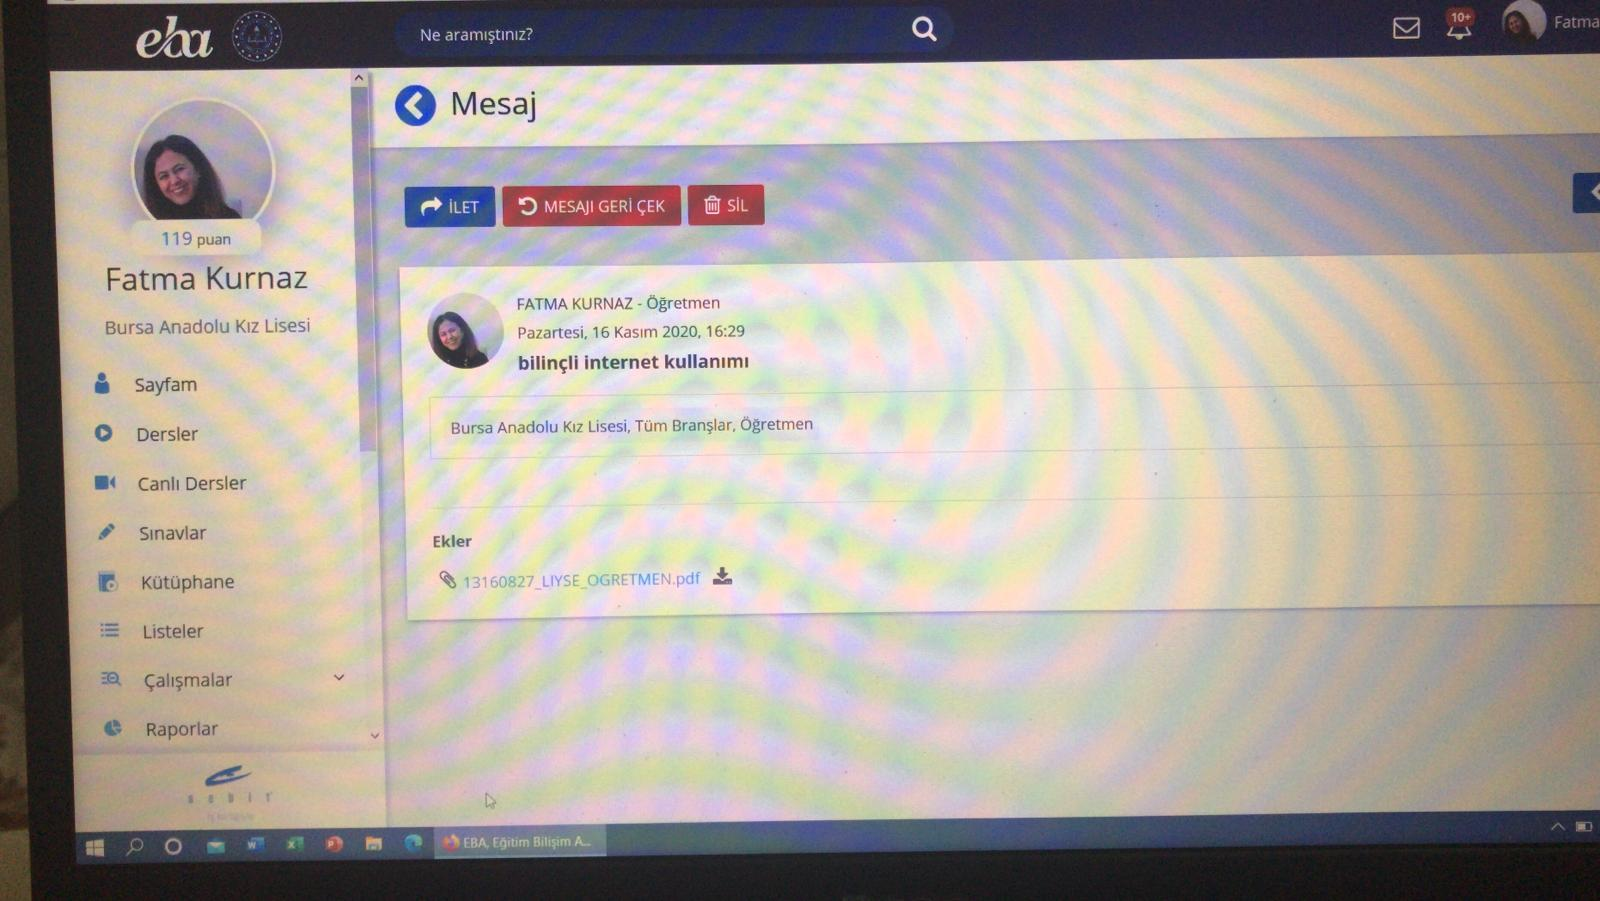 eba
Ne aramıştınız?
10+
Fatma
119 puan
Fatma Kurnaz
Bursa Anadolu Kız Lisesi
Sayfam
Dersler
Canlı Dersler
Sınavlar
Kütüphane
Listeler
Çalışmalar
Raporlar
sebit
Mesaj
İLET
MESAJI GERİ ÇEK
SİL
FATMA KURNAZ - Öğretmen
Pazartesi, 16 Kasım 2020, 16:29
bilinçli internet kullanımı
Bursa Anadolu Kız Lisesi, Tüm Branşlar, Öğretmen
Ekler
13160827_LIYSE_OGRETMEN.pdf
EBA, Eğitim Bilişim A...